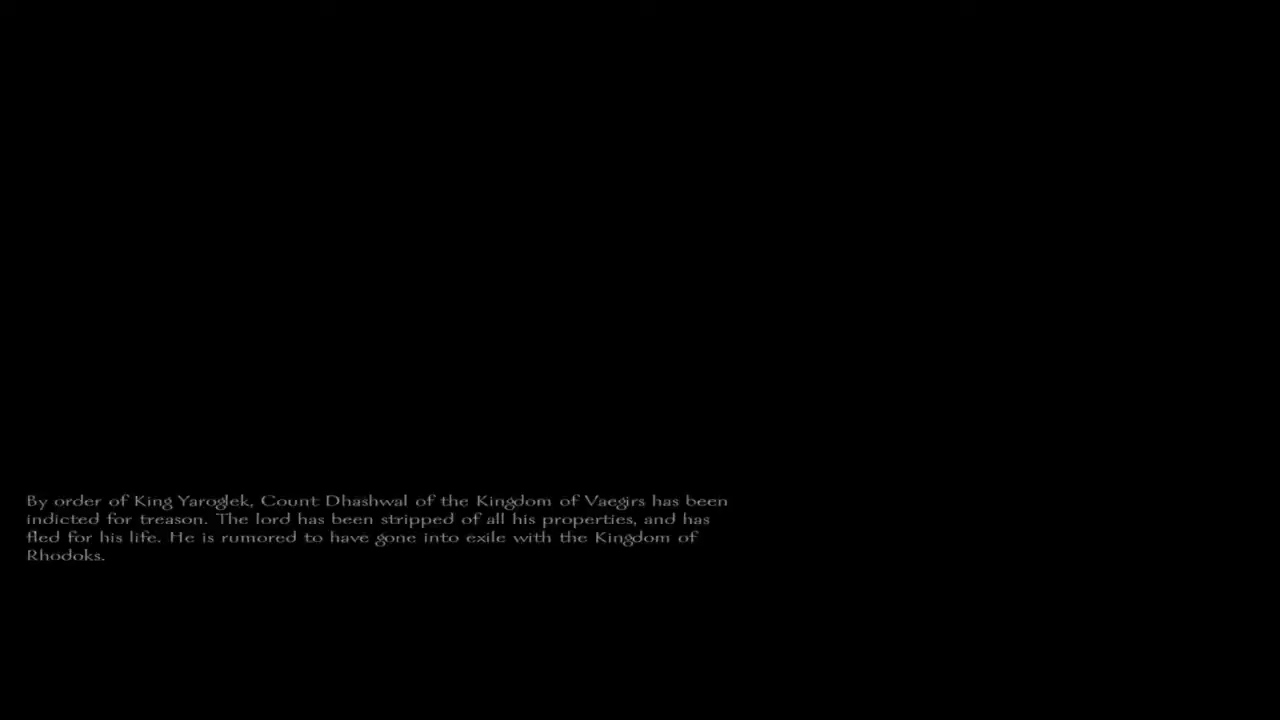 By order of King Yaroglek, Count Dhashwal of the Kingdom of Vaegirs has been
indicted for treason. The lord has been stripped of all his properties, and has
fled for his life. He is rumored to have gone into exile with the Kingdom of
Rhodoks.